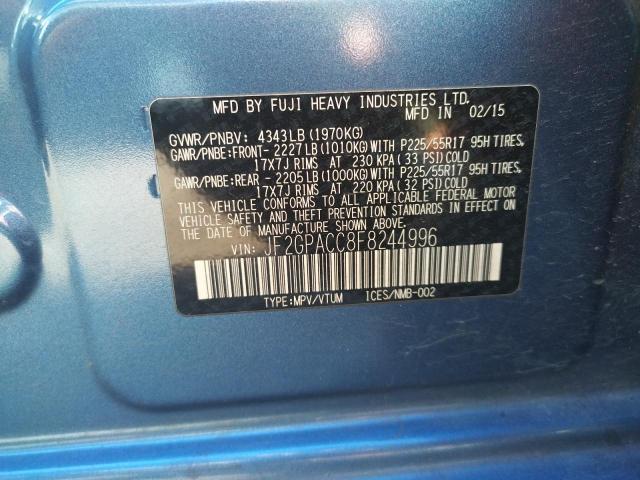 MFD BY FUJI HEAVY INDUSTRIES LTD.
MFD IN 02/15
GVWR/PNBV: 4343LB(1970KG)
GAWR/PNBE:FRONT- 2227LB(1010KG)WITH P225/55R17 95H TIRES,
17X7J RIMS AT 230 KPA (33 PSI)COLD
GAWR/PNBE:REAR - 2205LB(1000KG)WITH P225/55R17 95H TIRES,
17X7J RIMS AT 220 KPA (32 PSI)COLD
THIS VEHICLE CONFORMS TO ALL APPLICABLE FEDERAL MOTOR
VEHICLE SAFETY AND THEFT PREVENTION STANDARDS IN EFFECT ON
THE DATE OF MANUFACTURE SHOWN ABOVE.
VIN: JF2GPACC8F8244996
TYPE:MPV/VTUM ICES/NMB-002